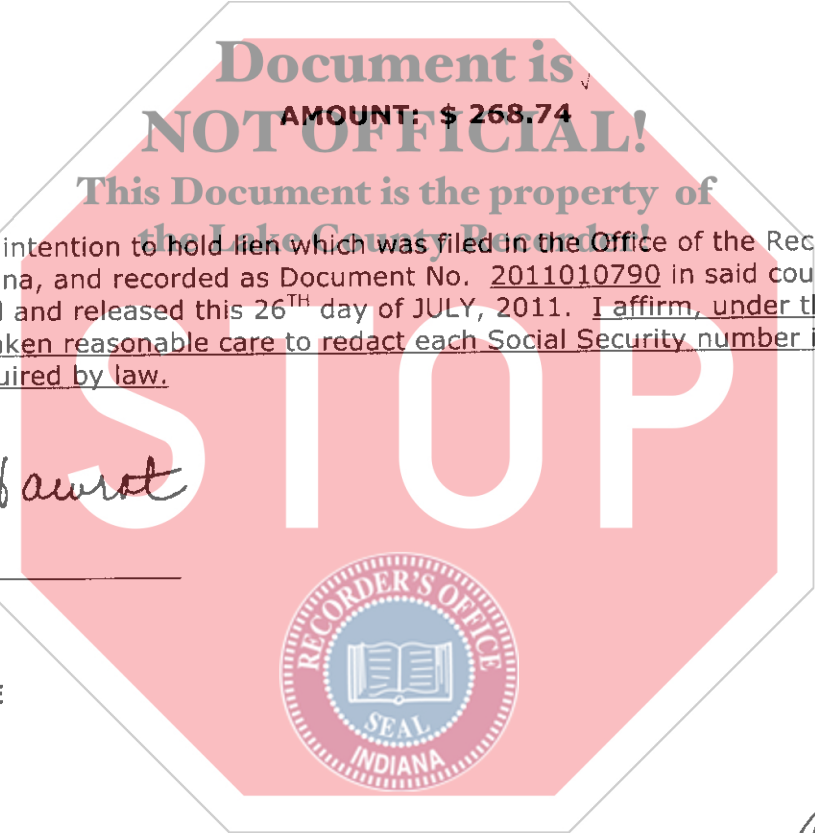 Document is
AMOUNT: $ 268.74
NOT OFFICIAL!
This Document is the property of
the Lake County Recorder!
intention to hold lien which was filed in the Office of the Rec
na, and recorded as Document No. 2011010790 in said cou
and released this 26TH day of JULY, 2011. I affirm, under th
aken reasonable care to redact each Social Security number i
uired by law.
STOP
RECORDER'S OFFICE
SEAL
INDIANA
E